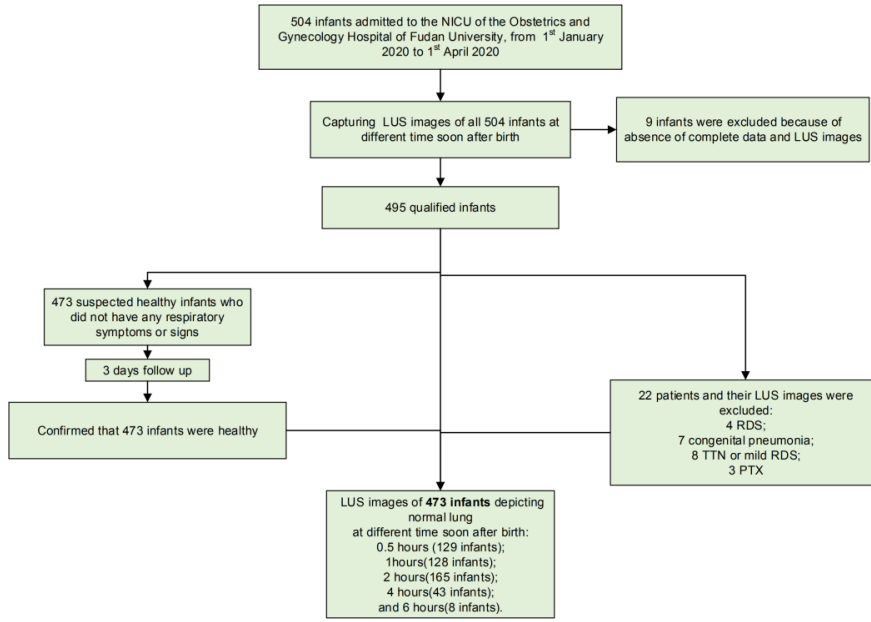 504 infants admitted to the NICU of the Obstetrics and
Gynecology Hospital of Fudan University, from 1st January
2020 to 1st April 2020
Capturing LUS images of all 504 infants at
different time soon after birth
9 infants were excluded because of
absence of complete data and LUS images
495 qualified infants
473 suspected healthy infants who
did not have any respiratory
symptoms or signs
3 days follow up
Confirmed that 473 infants were healthy
22 patients and their LUS images were
excluded:
4 RDS;
7 congenital pneumonia;
8 TTN or mild RDS;
3 PTX
LUS images of 473 infants depicting
normal lung
at different time soon after birth:
0.5 hours (129 infants);
1hours(128 infants);
2 hours(165 infants);
4 hours(43 infants);
and 6 hours(8 infants).